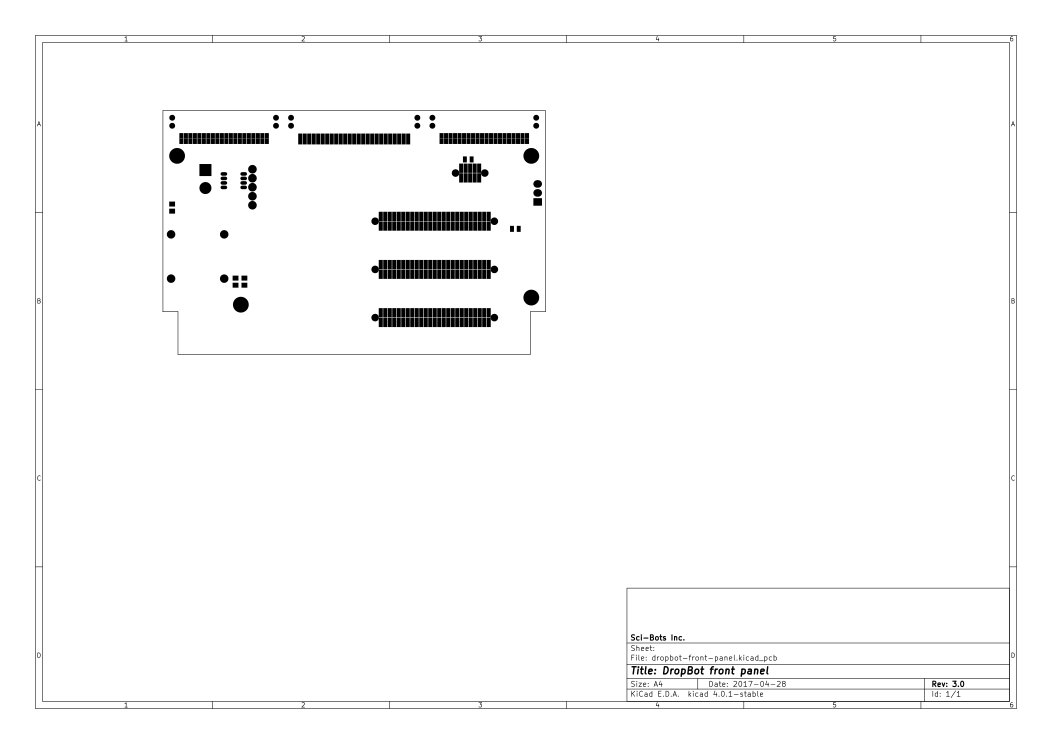 1 2 3 4 5 6
A A
B B
C C
Sci-Bots Inc.
Sheet:
File: dropbot-front-panel.kicad_pcb
D D
Title: DropBot front panel
Size: A4 Date: 2017-04-28 Rev: 3.0
KiCad E.D.A. kicad 4.0.1-stable Id: 1/1
1 2 3 4 5 6